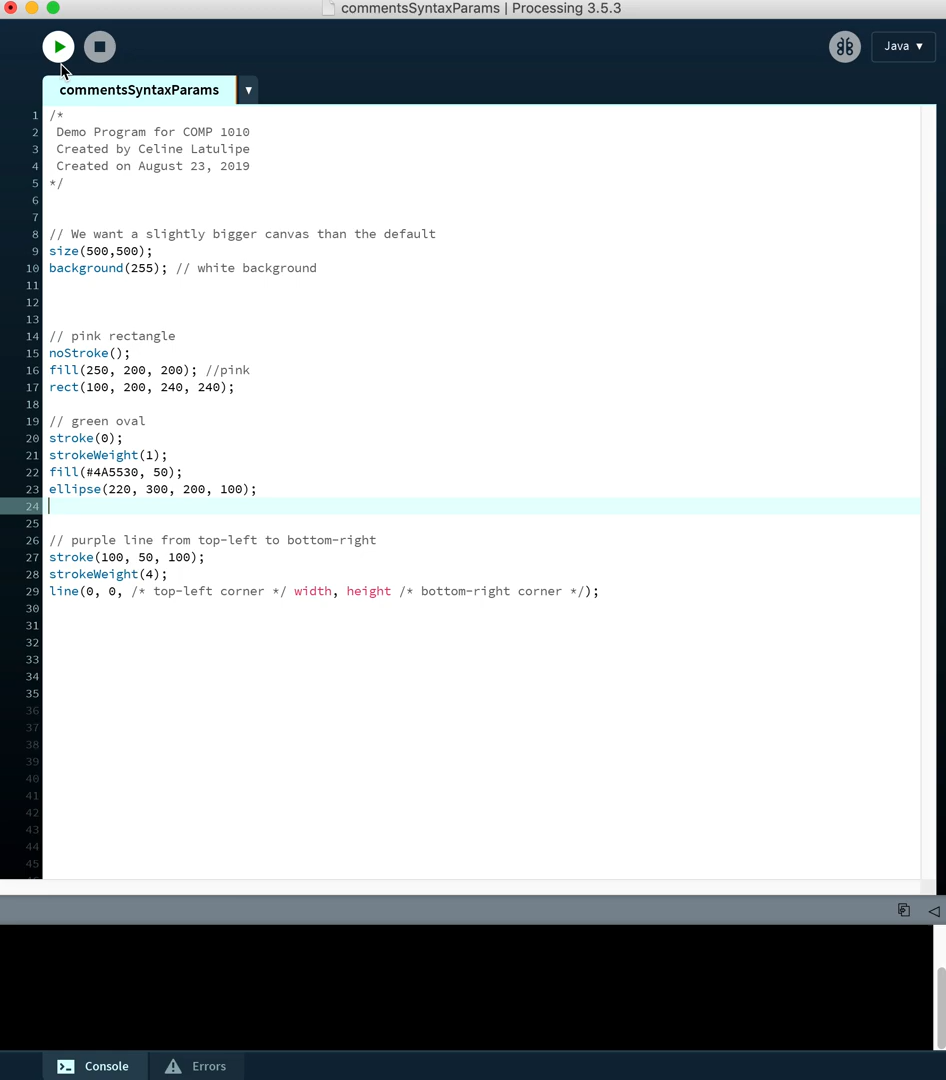 commentsSyntaxParams | Processing 3.5.3
Java ▼
commentsSyntaxParams ▼
1 /*
2 Demo Program for COMP 1010
3 Created by Celine Latulipe
4 Created on August 23, 2019
5 */
6
7
8 // We want a slightly bigger canvas than the default
9 size(500,500);
10 background(255); // white background
11
12
13
14 // pink rectangle
15 noStroke();
16 fill(250, 200, 200); //pink
17 rect(100, 200, 240, 240);
18
19 // green oval
20 stroke(0);
21 strokeWeight(1);
22 fill(#4A5530, 50);
23 ellipse(220, 300, 200, 100);
24
25
26 // purple line from top-left to bottom-right
27 stroke(100, 50, 100);
28 strokeWeight(4);
29 line(0, 0, /* top-left corner */ width, height /* bottom-right corner */);
30
31
32
33
34
35
36
37
38
39
40
41
42
43
44
45
Console Errors